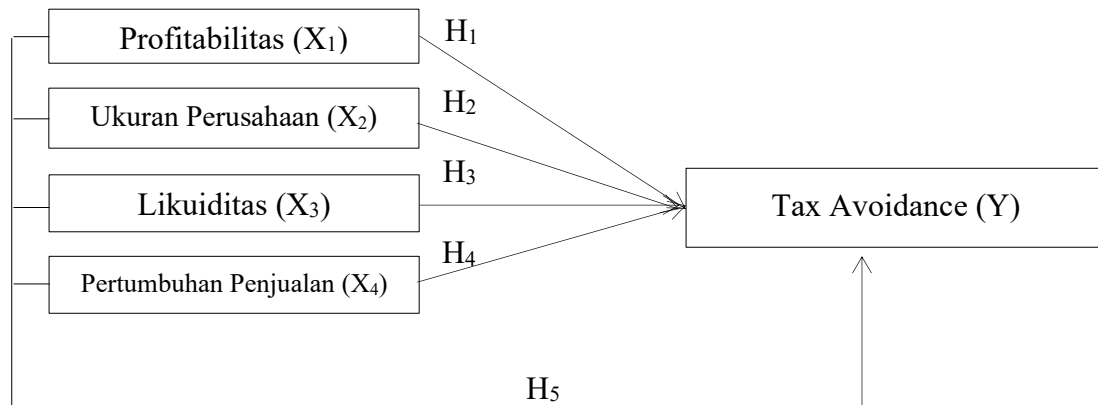 Profitabilitas (X₁)
H₁
Ukuran Perusahaan (X₂)
H₂
Likuiditas (X₃)
H₃
Tax Avoidance (Y)
Pertumbuhan Penjualan (X₄)
H₄
H₅